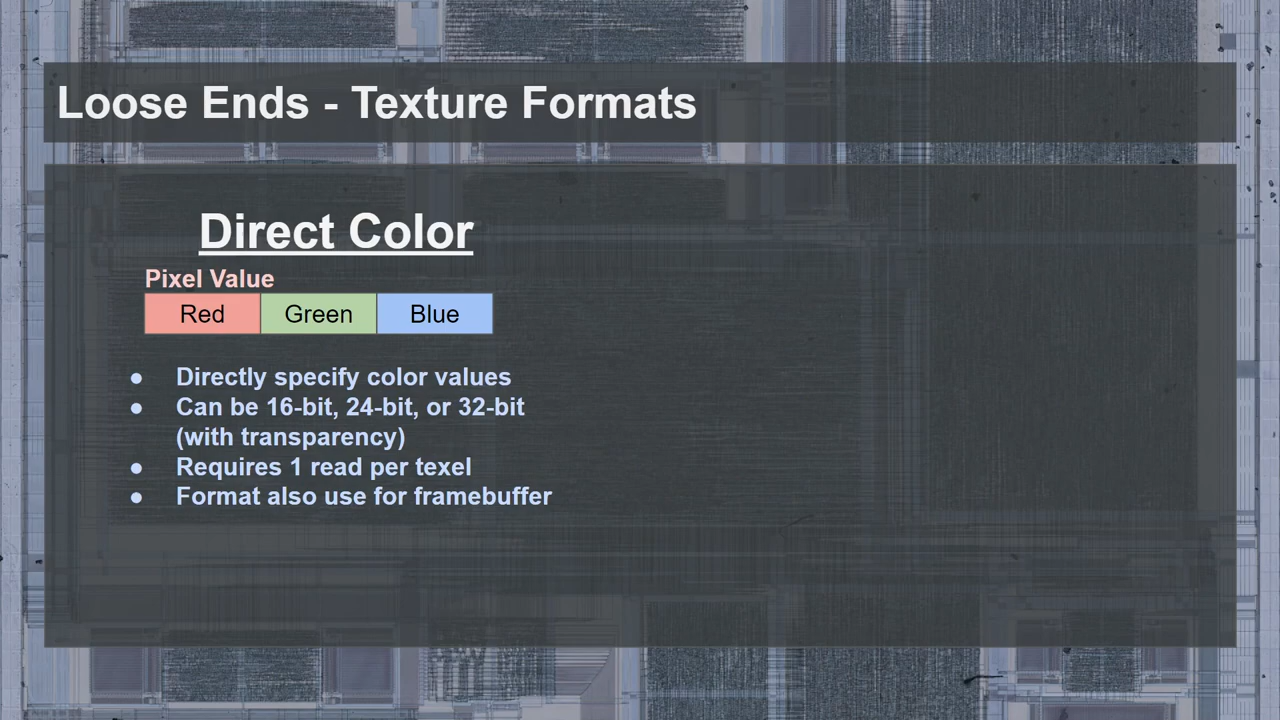 Loose Ends - Texture Formats
Direct Color
Pixel Value
Red Green Blue
● Directly specify color values
● Can be 16-bit, 24-bit, or 32-bit
(with transparency)
● Requires 1 read per texel
● Format also use for framebuffer